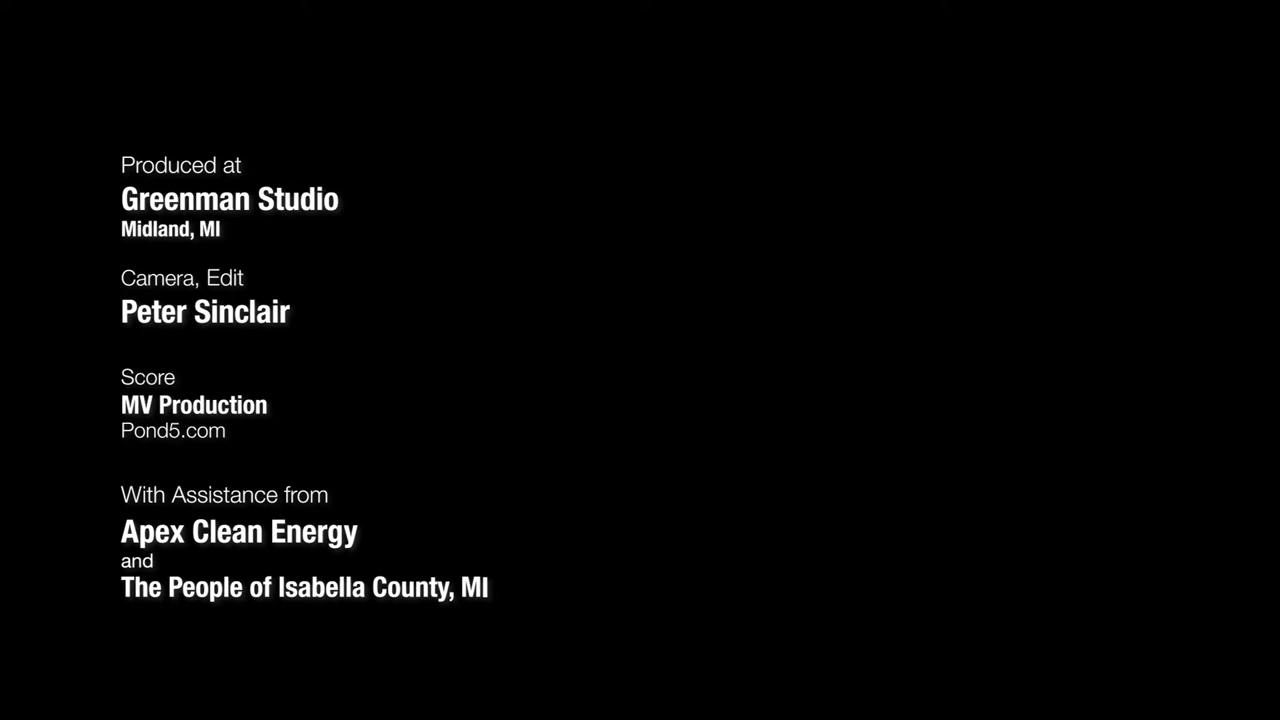 Produced at
Greenman Studio
Midland, MI
Camera, Edit
Peter Sinclair
Score
MV Production
Pond5.com
With Assistance from
Apex Clean Energy
and
The People of Isabella County, MI